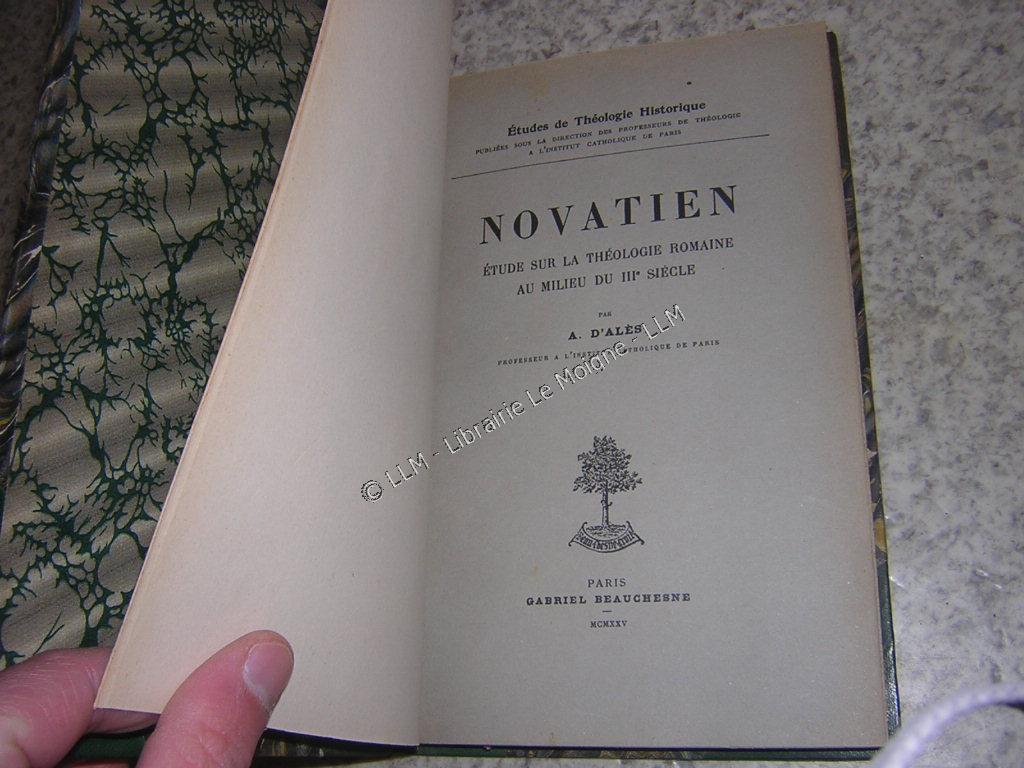 Études de Théologie Historique
PUBLIÉES SOUS LA DIRECTION DES PROFESSEURS DE THÉOLOGIE
A L'INSTITUT CATHOLIQUE DE PARIS
NOVATIEN
ÉTUDE SUR LA THÉOLOGIE ROMAINE
AU MILIEU DU IIIe SIÈCLE
PAR
A. D'ALÈS
PROFESSEUR A L'INSTITUT CATHOLIQUE DE PARIS
© LLM - Librairie Le Moigne - LLM
PARIS
GABRIEL BEAUCHESNE
MCMXXV